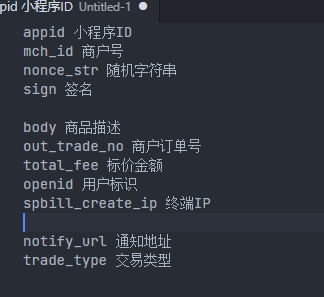 pid 小程序ID Untitled-1
appid 小程序ID
mch_id 商户号
nonce_str 随机字符串
sign 签名
body 商品描述
out_trade_no 商户订单号
total_fee 标价金额
openid 用户标识
spbill_create_ip 终端IP
notify_url 通知地址
trade_type 交易类型